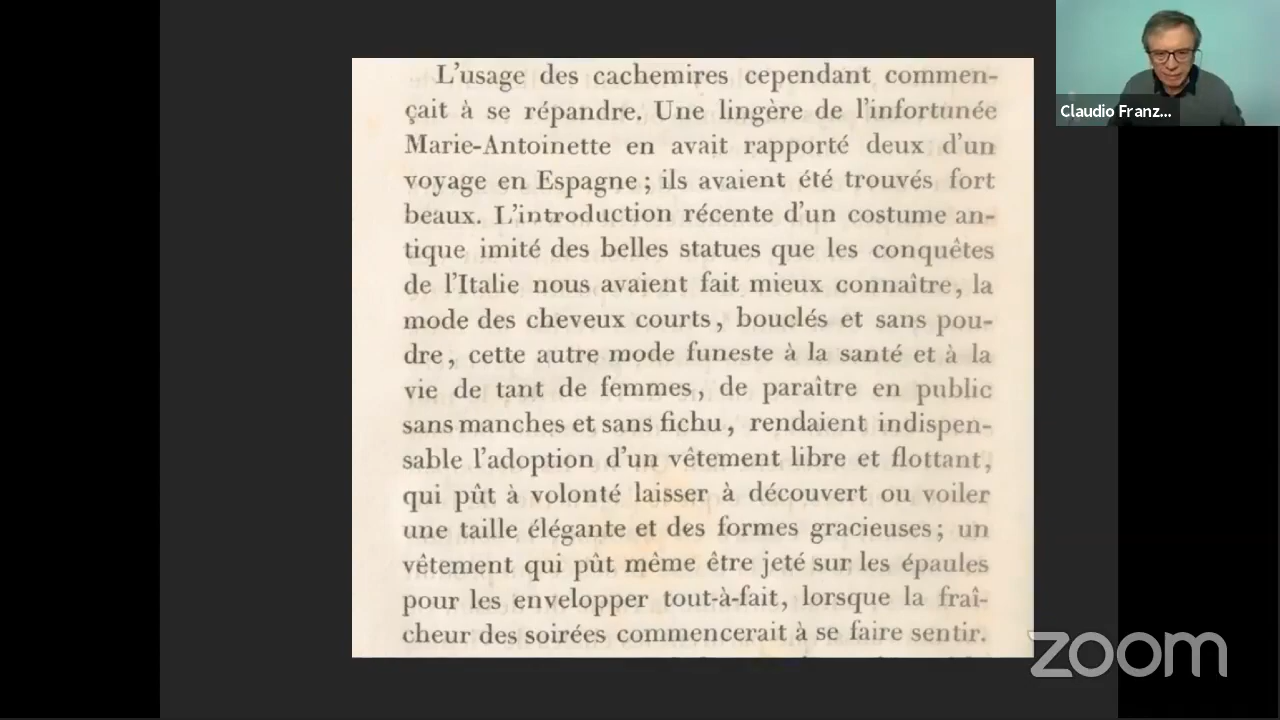 L'usage des cachemires cependant commen-
çait à se répandre. Une lingère de l'infortunée
Marie-Antoinette en avait rapporté deux d'un
voyage en Espagne ; ils avaient été trouvés fort
beaux. L'introduction récente d'un costume an-
tique imité des belles statues que les conquêtes
de l'Italie nous avaient fait mieux connaître, la
mode des cheveux courts, bouclés et sans pou-
dre, cette autre mode funeste à la santé et à la
vie de tant de femmes, de paraître en public
sans manches et sans fichu, rendaient indispen-
sable l'adoption d'un vêtement libre et flottant,
qui pût à volonté laisser à découvert ou voiler
une taille élégante et des formes gracieuses ; un
vêtement qui pût même être jeté sur les épaules
pour les envelopper tout-à-fait, lorsque la fraî-
cheur des soirées commencerait à se faire sentir.
Claudio Franz...
zoom